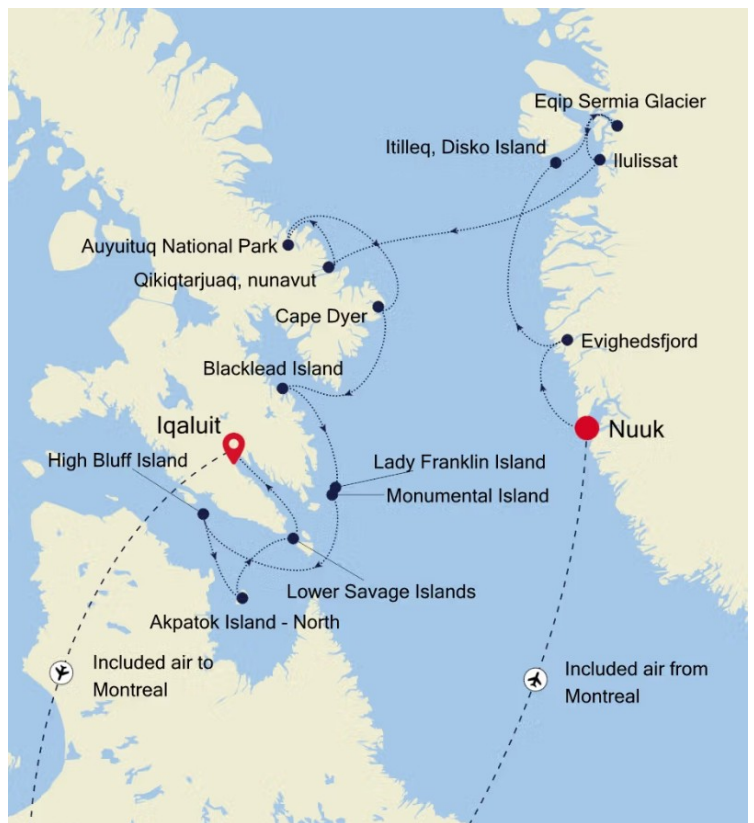 Eqip Sermia Glacier
Itilleq, Disko Island
Ilulissat
Auyuituq National Park
Qikiqtarjuaq, nunavut
Cape Dyer
Evighedsfjord
Blacklead Island
Iqaluit
Nuuk
High Bluff Island
Lady Franklin Island
Monumental Island
Lower Savage Islands
Akpatok Island - North
Included air to
Montreal
Included air from
Montreal